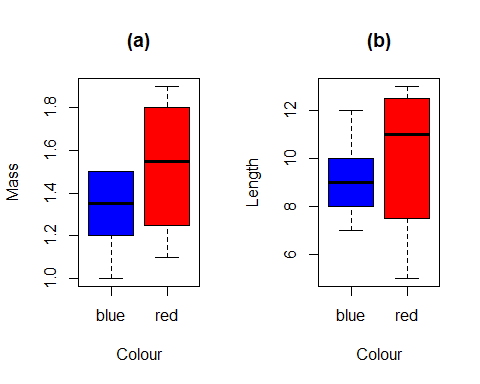 (a)
Mass
1.8
1.6
1.4
1.2
1.0
blue red
Colour
(b)
Length
12
10
8
6
blue red
Colour